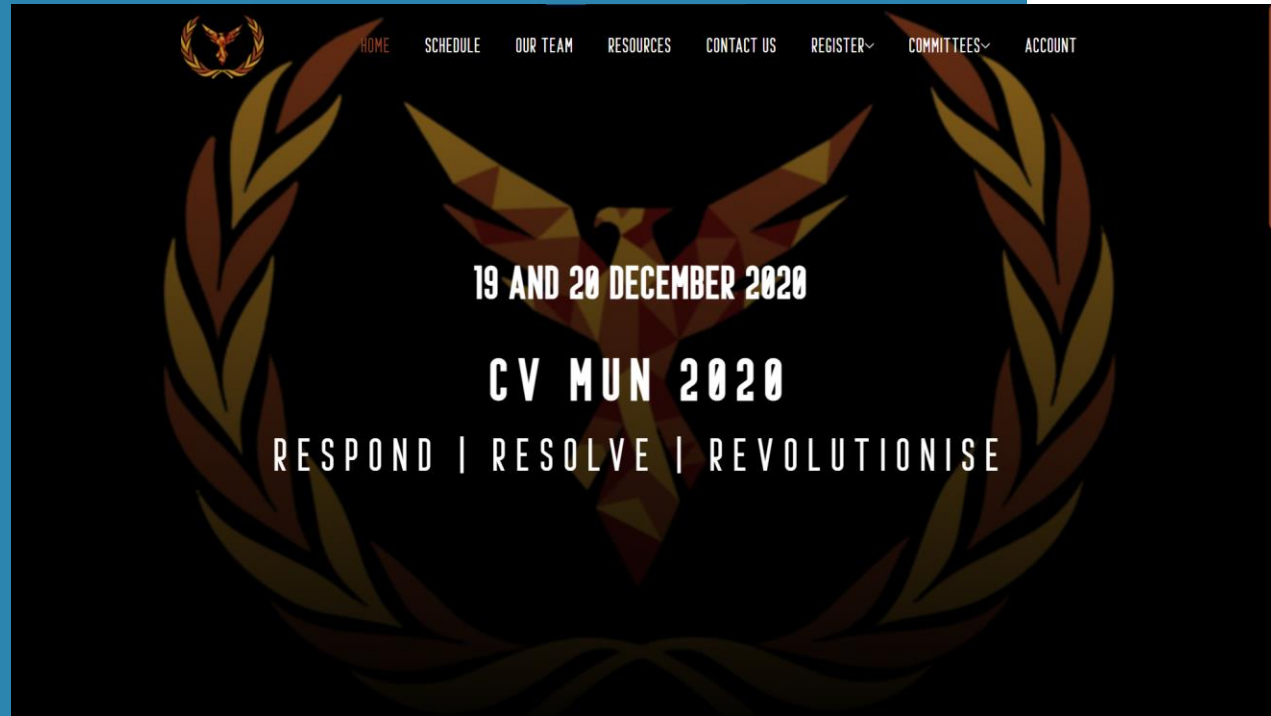 HOME SCHEDULE OUR TEAM RESOURCES CONTACT US REGISTER COMMITTEES ACCOUNT
19 AND 20 DECEMBER 2020
CV MUN 2020
RESPOND | RESOLVE | REVOLUTIONISE